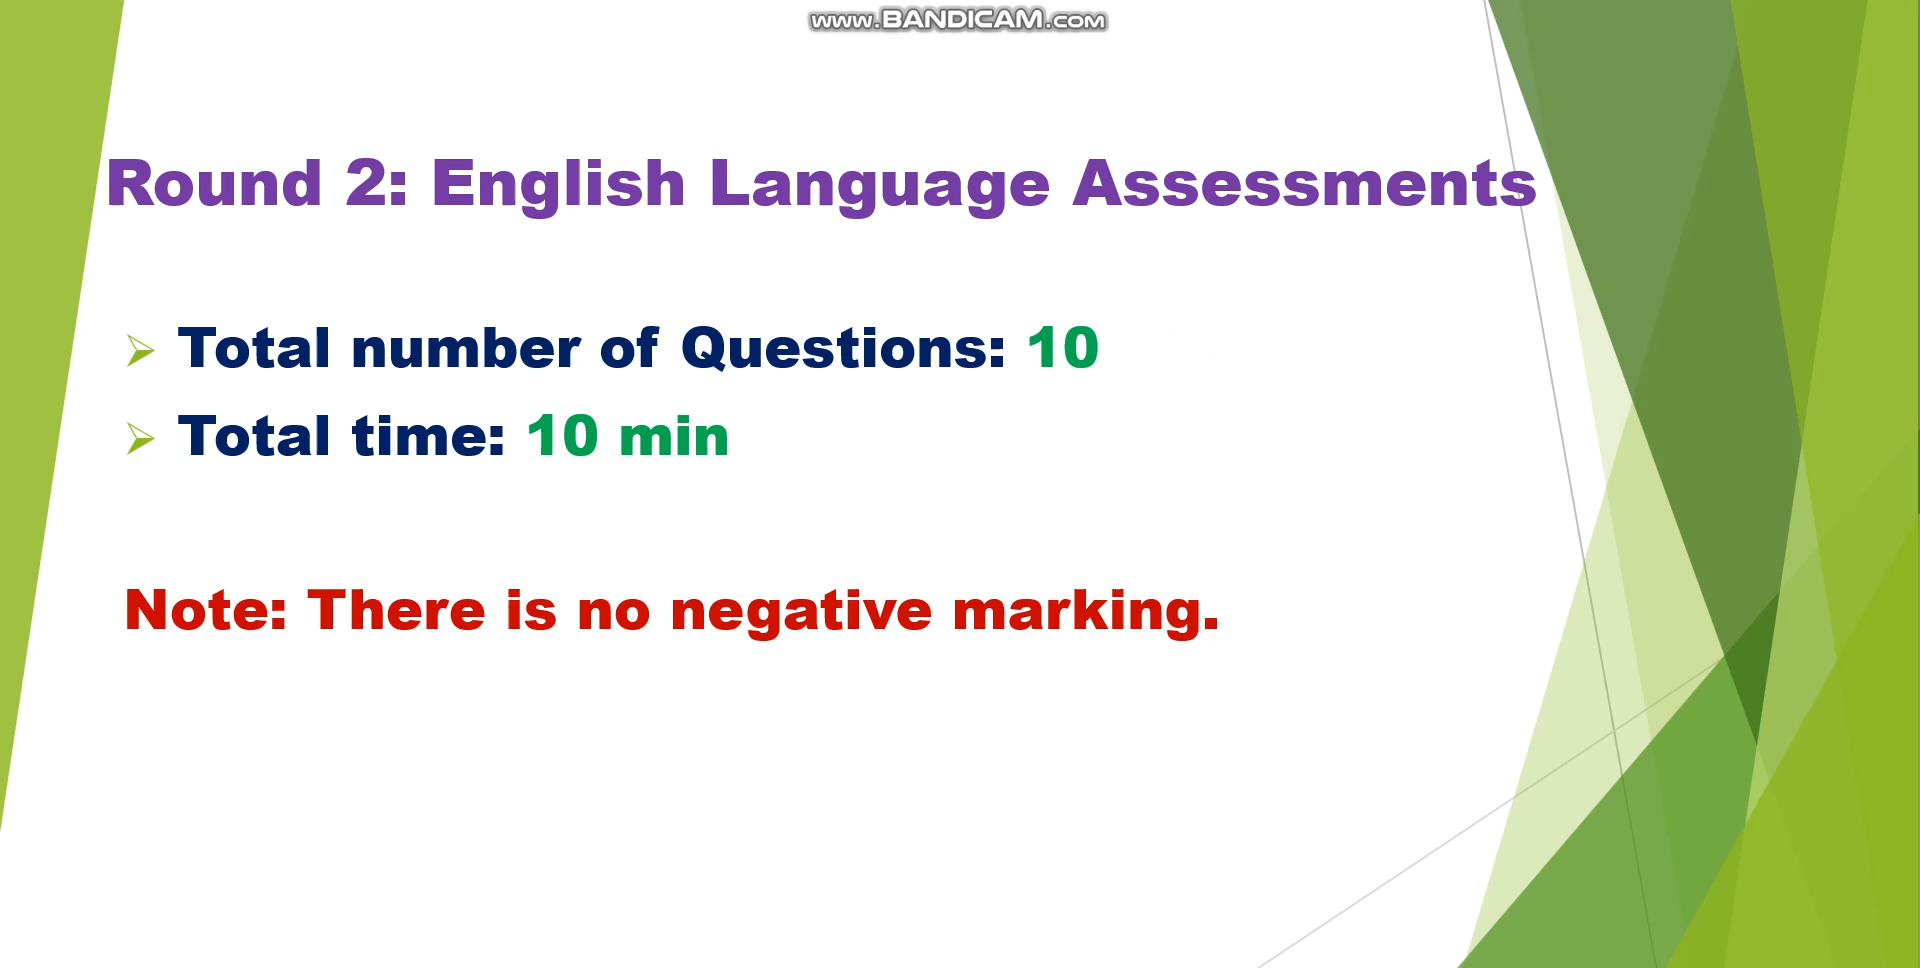 www.BANDICAM.com
Round 2: English Language Assessments
Total number of Questions: 10
Total time: 10 min
Note: There is no negative marking.